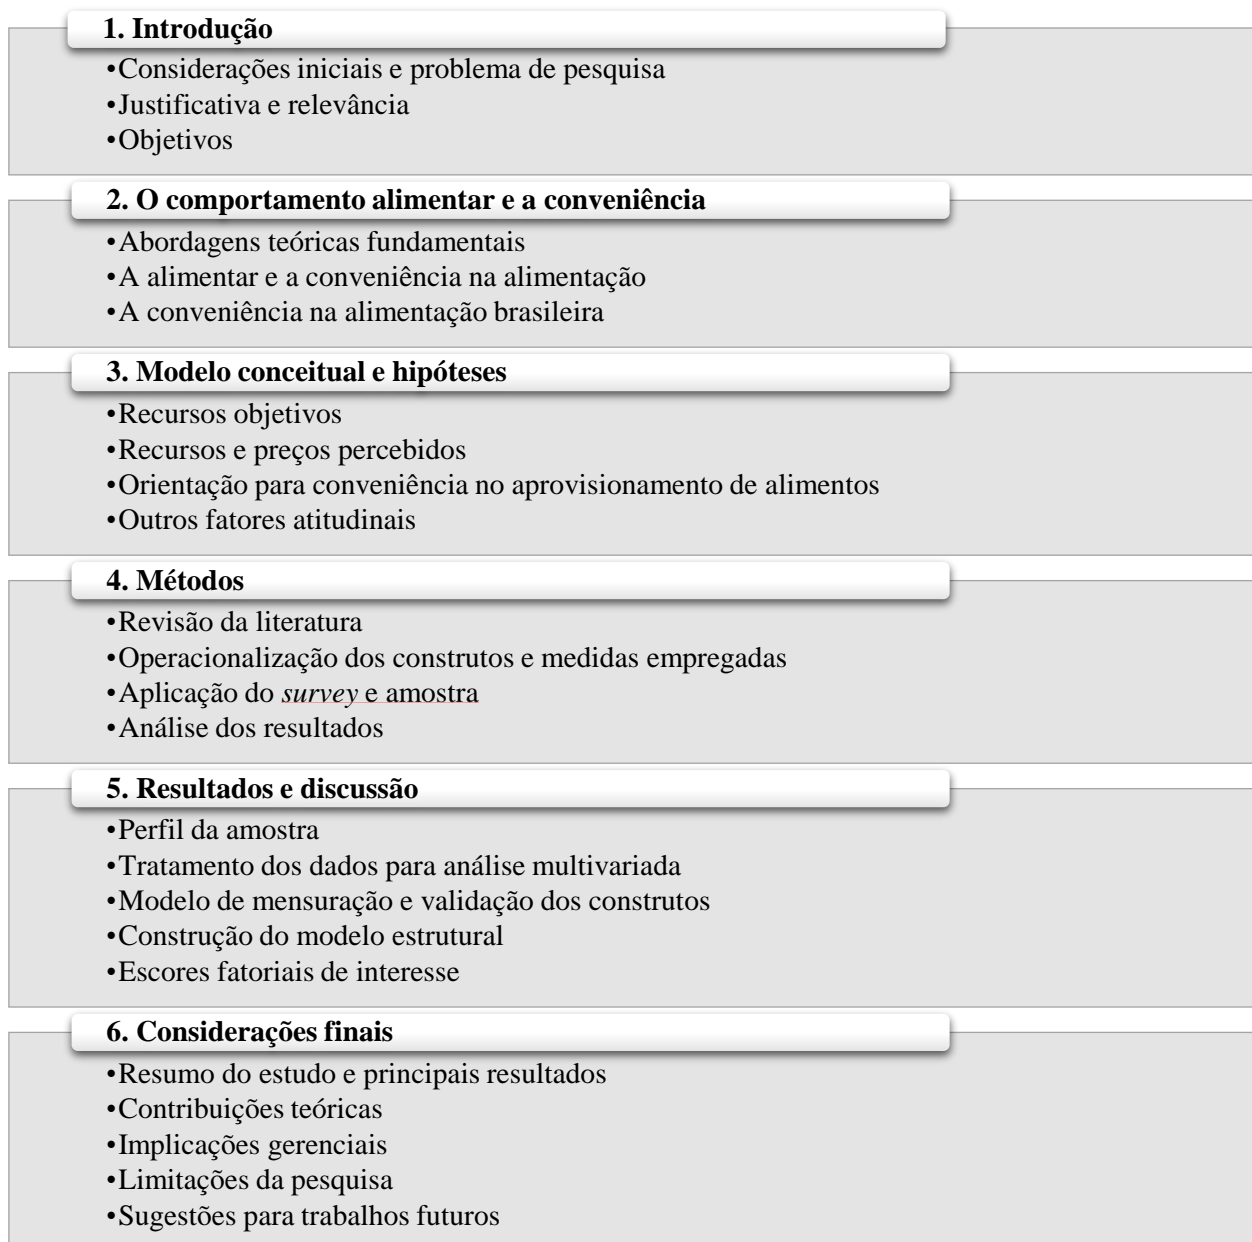 1. Introdução
•Considerações iniciais e problema de pesquisa
•Justificativa e relevância
•Objetivos
2. O comportamento alimentar e a conveniência
•Abordagens teóricas fundamentais
•A alimentar e a conveniência na alimentação
•A conveniência na alimentação brasileira
3. Modelo conceitual e hipóteses
•Recursos objetivos
•Recursos e preços percebidos
•Orientação para conveniência no aprovisionamento de alimentos
•Outros fatores atitudinais
4. Métodos
•Revisão da literatura
•Operacionalização dos construtos e medidas empregadas
•Aplicação do survey e amostra
•Análise dos resultados
5. Resultados e discussão
•Perfil da amostra
•Tratamento dos dados para análise multivariada
•Modelo de mensuração e validação dos construtos
•Construção do modelo estrutural
•Escores fatoriais de interesse
6. Considerações finais
•Resumo do estudo e principais resultados
•Contribuições teóricas
•Implicações gerenciais
•Limitações da pesquisa
•Sugestões para trabalhos futuros